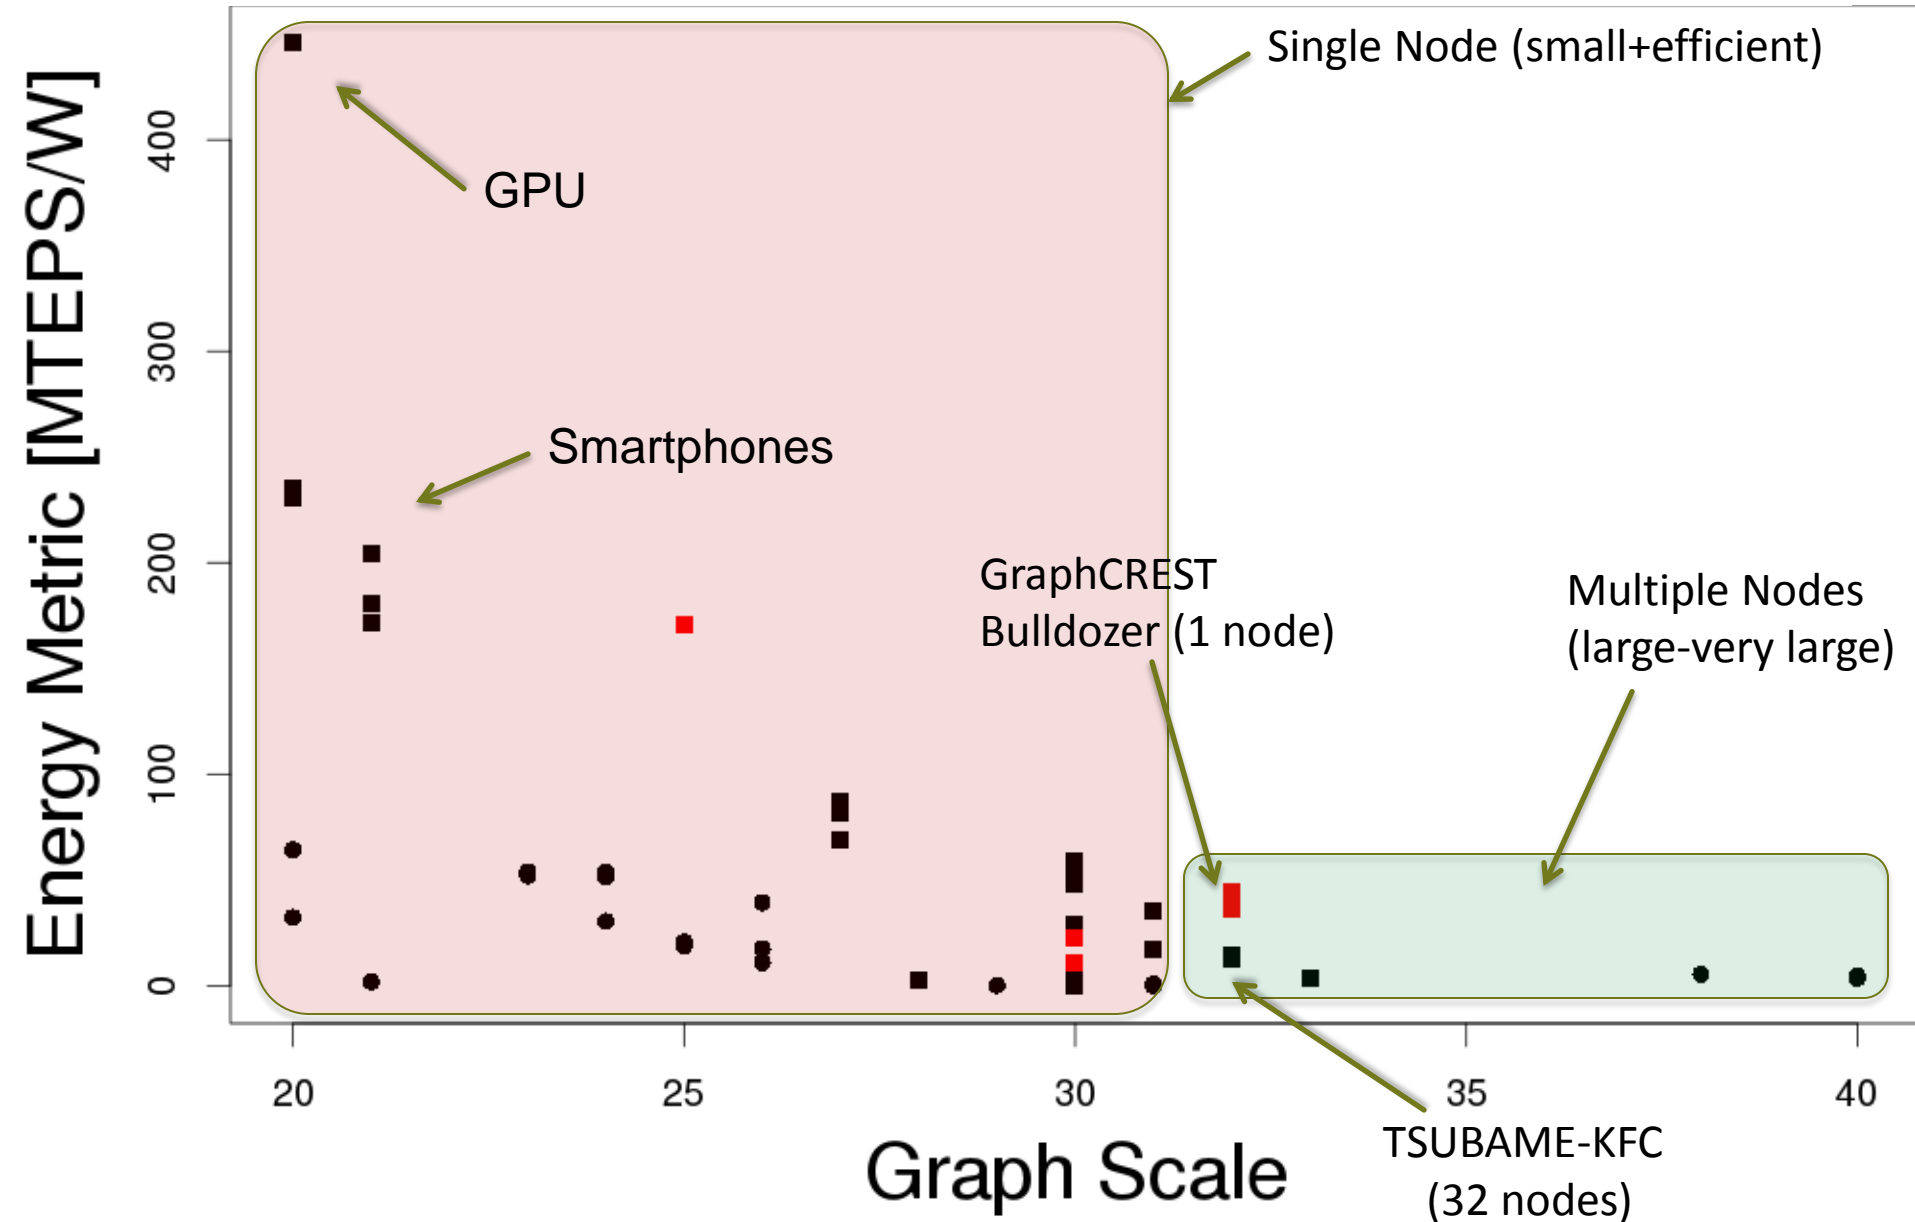 Single Node (small+efficient)
GPU
Smartphones
GraphCREST
Bulldozer (1 node)
Multiple Nodes
(large-very large)
Energy Metric [MTEPS/W]
400
300
200
100
0
20
25
30
35
40
Graph Scale
TSUBAME-KFC
(32 nodes)